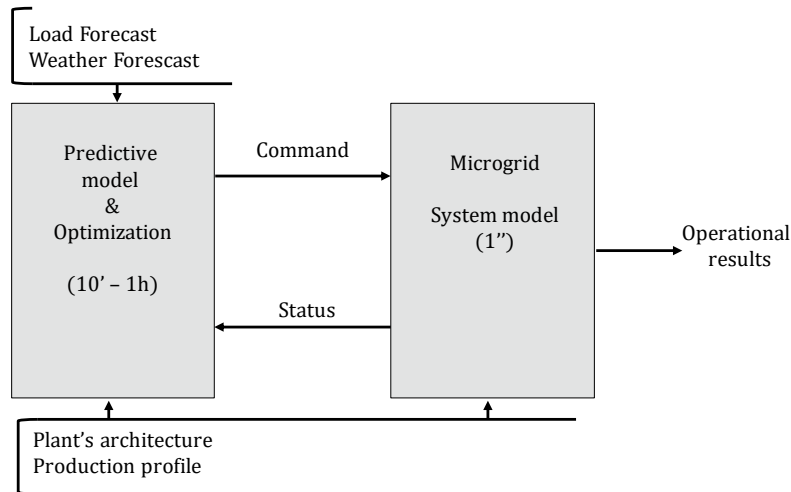 Load Forecast
Weather Forescast
Predictive
model
&
Optimization
(10’ – 1h)
Command
Status
Microgrid
System model
(1’’)
Operational
results
Plant’s architecture
Production profile